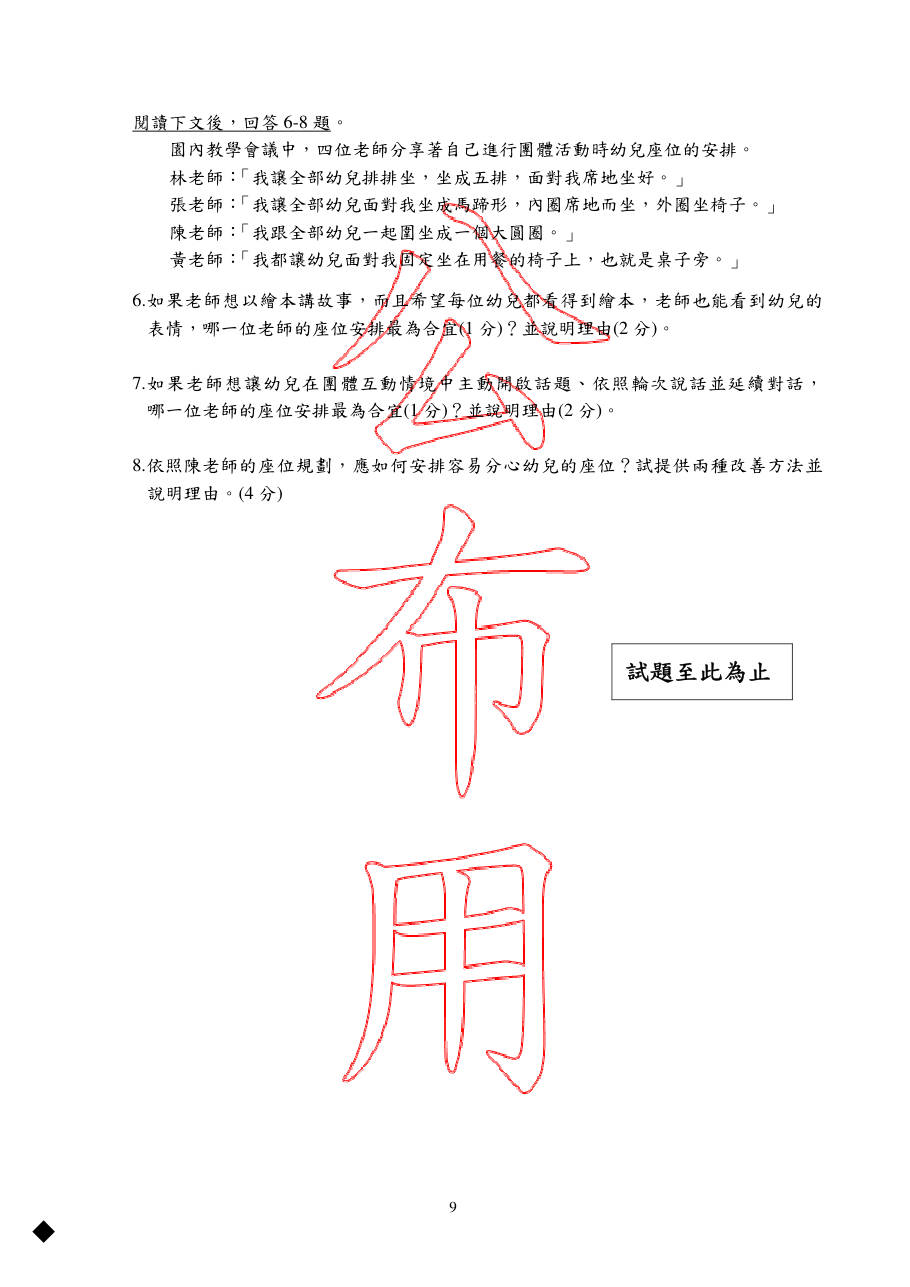 閱讀下文後，回答 6-8 題。
園內教學會議中，四位老師分享著自己進行團體活動時幼兒座位的安排。
林老師：「我讓全部幼兒排排坐，坐成五排，面對我席地坐好。」
張老師：「我讓全部幼兒面對我坐成馬蹄形，內圈席地而坐，外圈坐椅子。」
陳老師：「我跟全部幼兒一起圍坐成一個大圓圈。」
黃老師：「我都讓幼兒面對我固定坐在用餐的椅子上，也就是桌子旁。」
6.如果老師想以繪本講故事，而且希望每位幼兒都看得到繪本，老師也能看到幼兒的
表情，哪一位老師的座位安排最為合宜(1 分)？並說明理由(2 分)。
7.如果老師想讓幼兒在團體互動情境中主動開啟話題、依照輪次說話並延續對話，
哪一位老師的座位安排最為合宜(1 分)？並說明理由(2 分)。
8.依照陳老師的座位規劃，應如何安排容易分心幼兒的座位？試提供兩種改善方法並
說明理由。(4 分)
公
布
用
試題至此為止
9